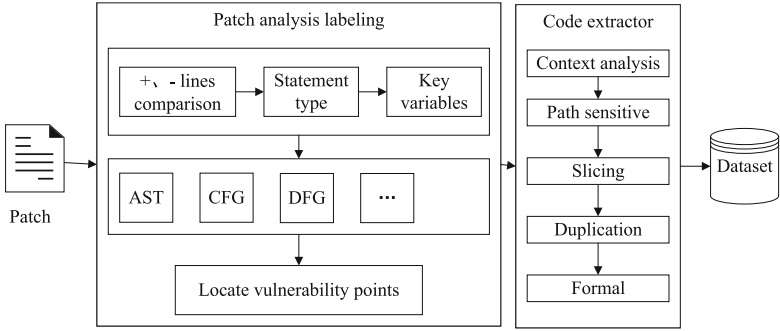 Patch analysis labeling
Code extractor
+、- lines
comparison
Statement
type
Key
variables
Context analysis
Path sensitive
Patch
AST
CFG
DFG
...
Slicing
Dataset
Duplication
Locate vulnerability points
Formal